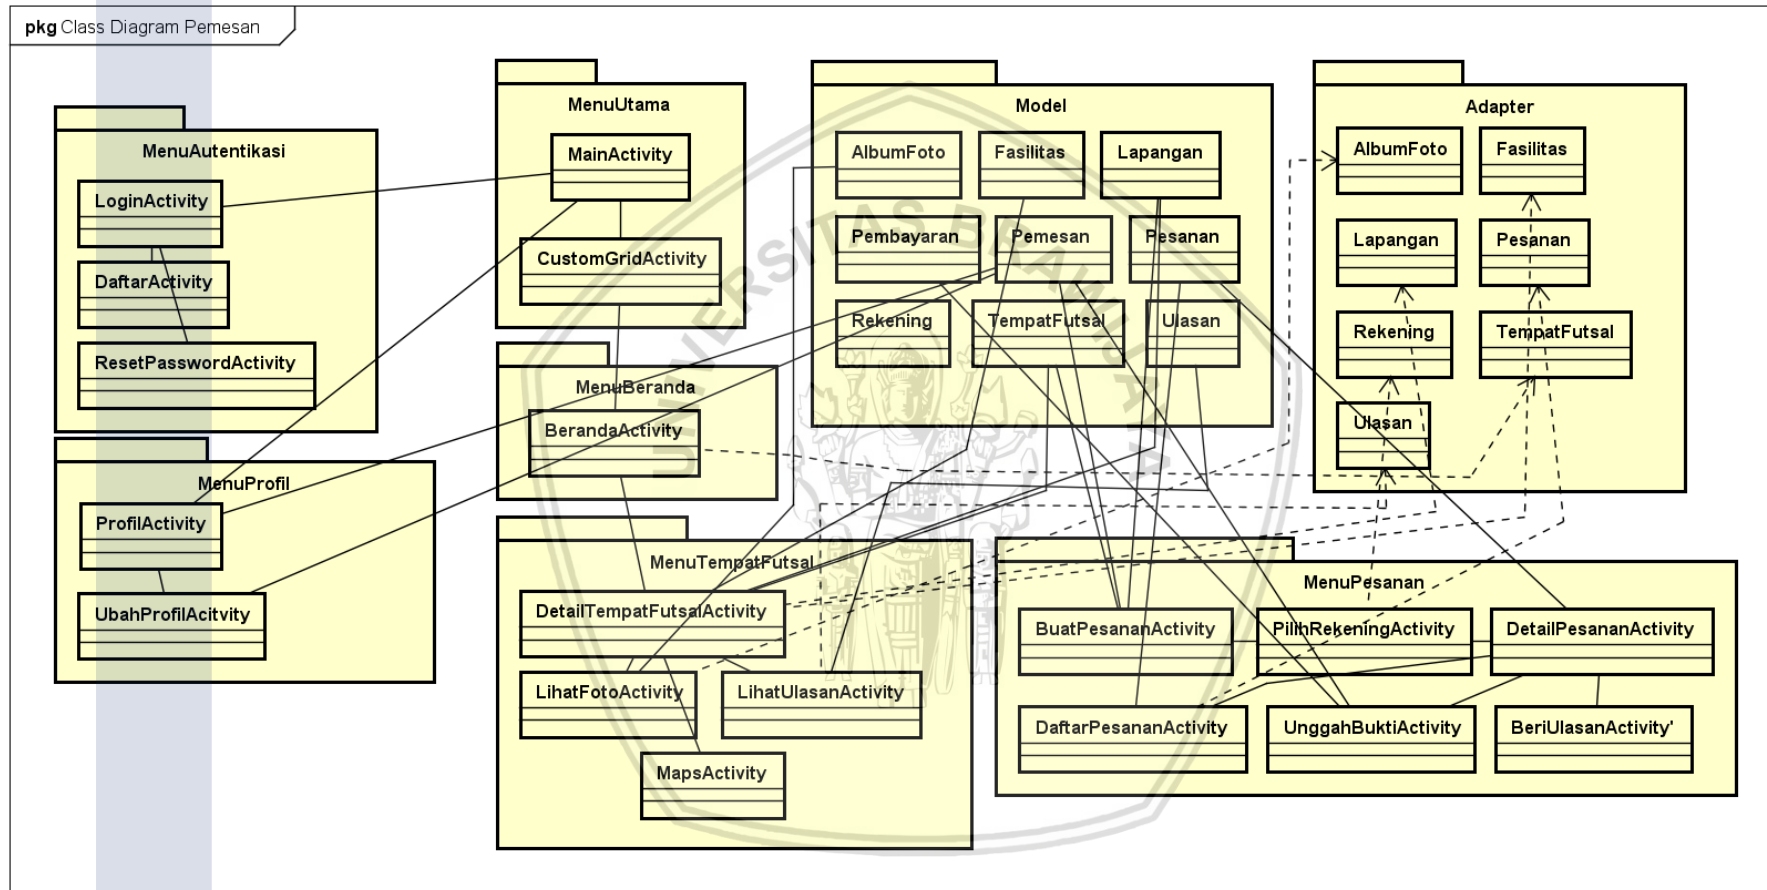 pkg Class Diagram Pemesan
MenuAutentikasi
LoginActivity
DaftarActivity
ResetPasswordActivity
MenuProfil
ProfilActivity
UbahProfilAcitvity
MenuUtama
MainActivity
CustomGridActivity
MenuBeranda
BerandaActivity
MenuTempatFutsal
DetailTempatFutsalActivity
LihatFotoActivity
LihatUlasanActivity
MapsActivity
Model
AlbumFoto
Fasilitas
Lapangan
Pembayaran
Pemesan
Pesanan
Rekening
TempatFutsal
Ulasan
Adapter
AlbumFoto
Fasilitas
Lapangan
Pesanan
Rekening
TempatFutsal
Ulasan
MenuPesanan
BuatPesananActivity
PilihRekeningActivity
DetailPesananActivity
DaftarPesananActivity
UnggahBuktiActivity
BeriUlasanActivity'
UNIVERSITAS BRAWIJAYA